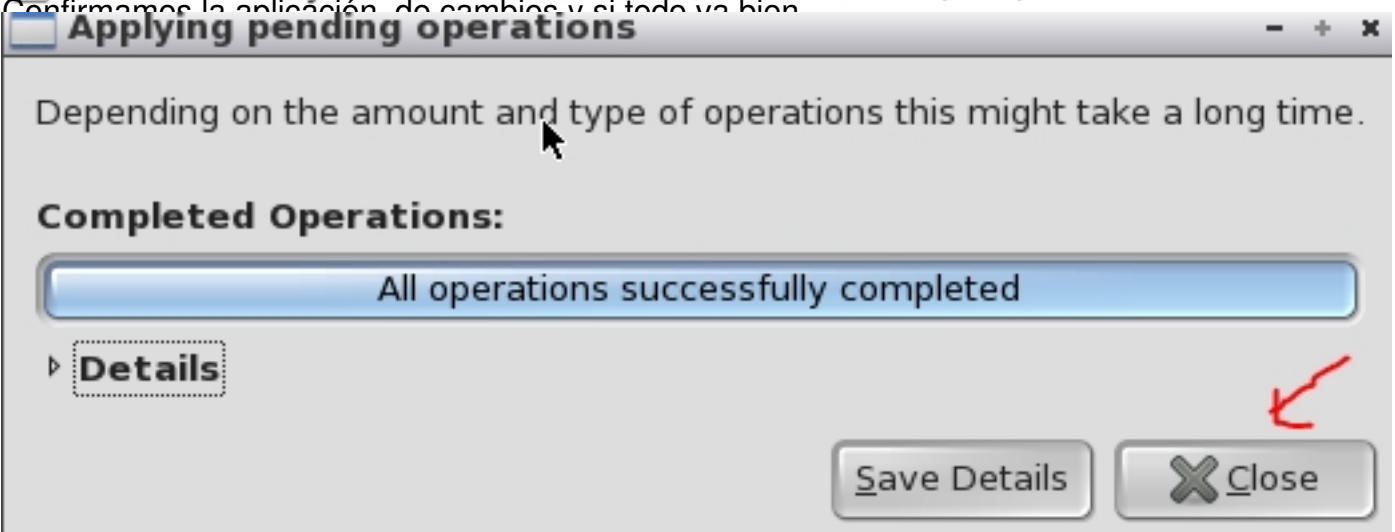 Confirmamos la aplicación de cambios y si todo va bien
Applying pending operations
Depending on the amount and type of operations this might take a long time.
Completed Operations:
All operations successfully completed
Details
Save Details
Close